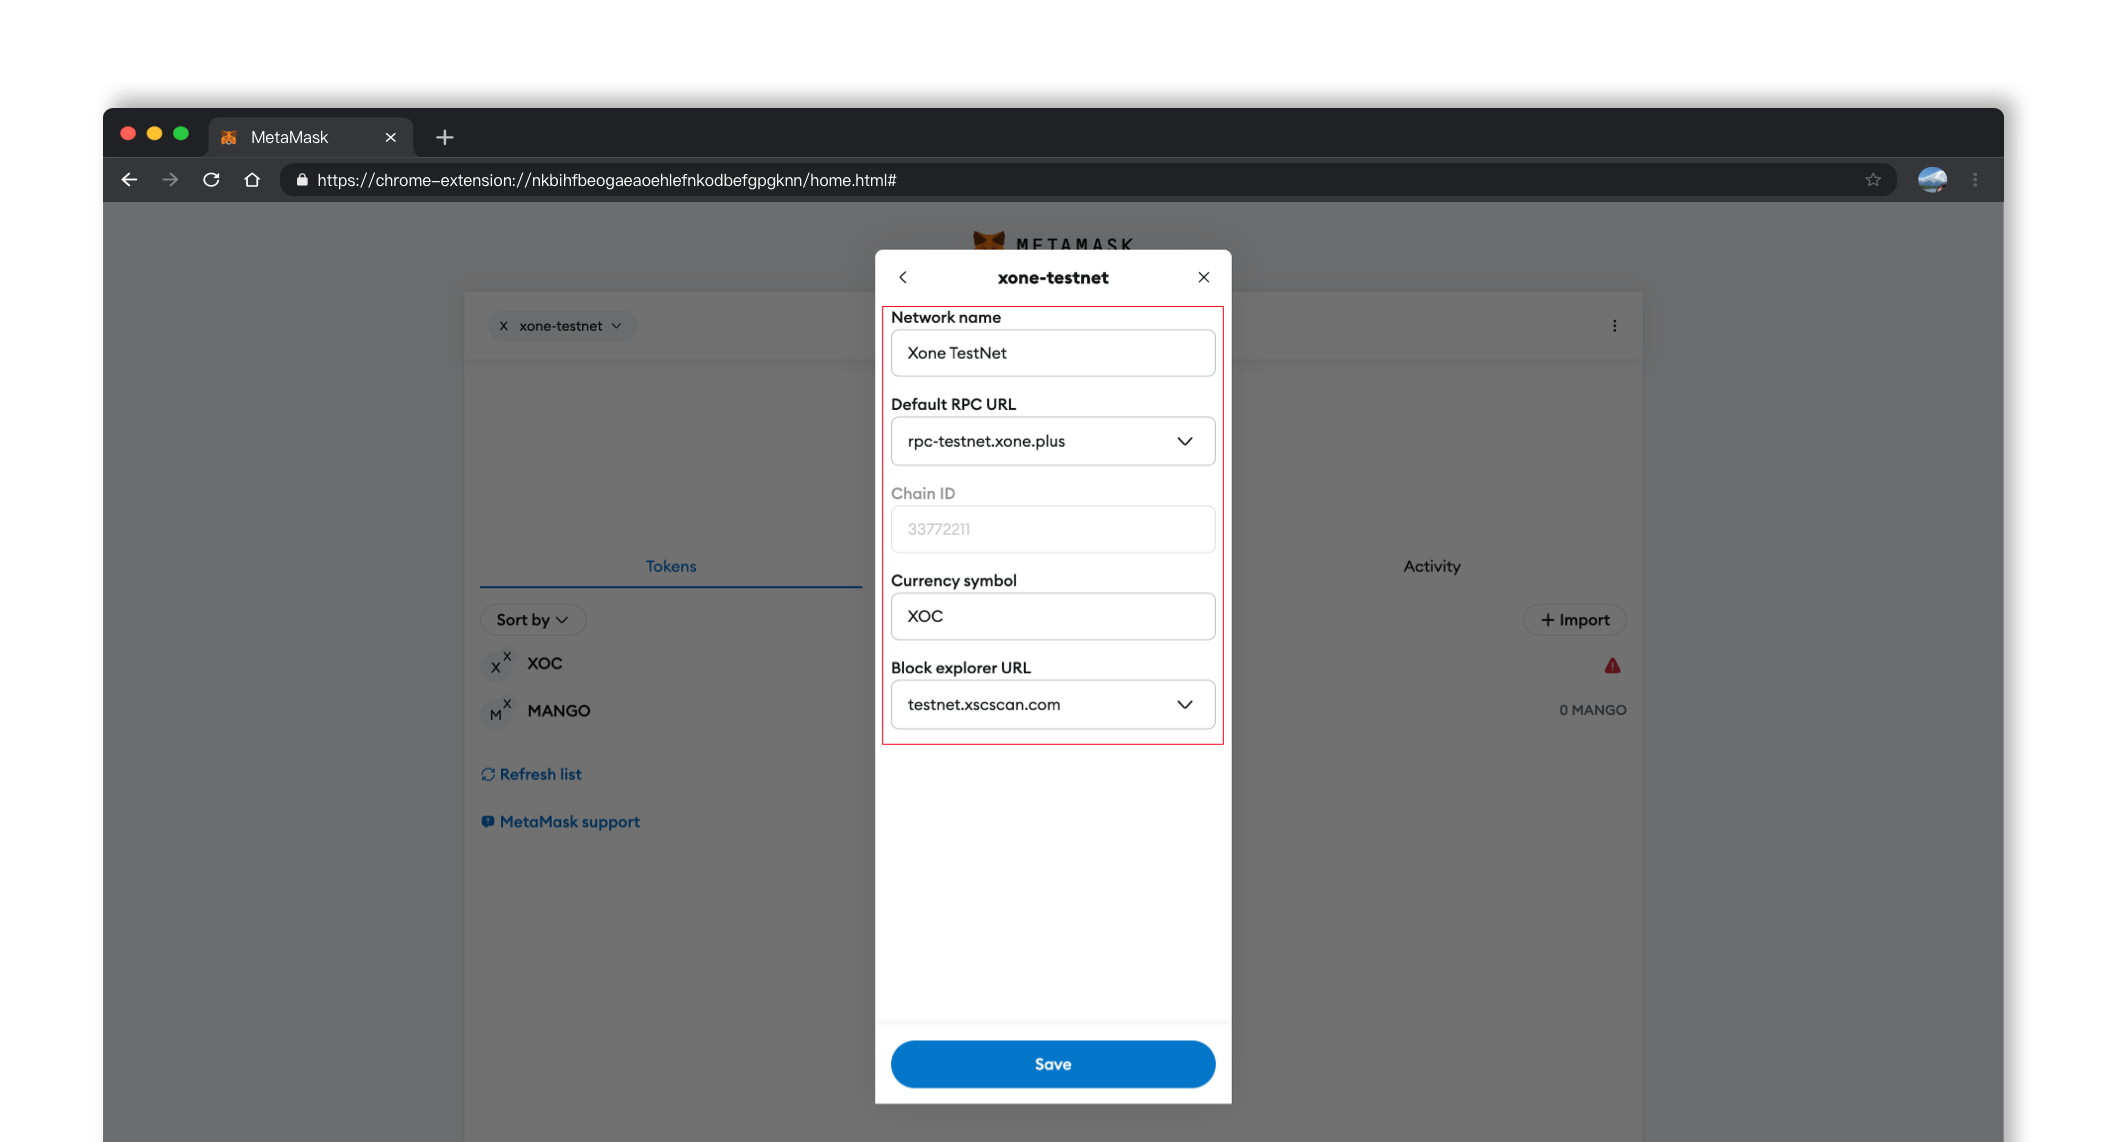 MetaMask
https://chrome-extension://nkbihfbeogaeaoehlefnkodbefgpgknn/home.html#
METAMASK
xone-testnet
X xone-testnet
Network name
Xone TestNet
Default RPC URL
rpc-testnet.xone.plus
Chain ID
33772211
Tokens
Activity
Currency symbol
XOC
Sort by
+ Import
X X XOC
Block explorer URL
testnet.xscscan.com
M X MANGO
0 MANGO
Refresh list
MetaMask support
Save